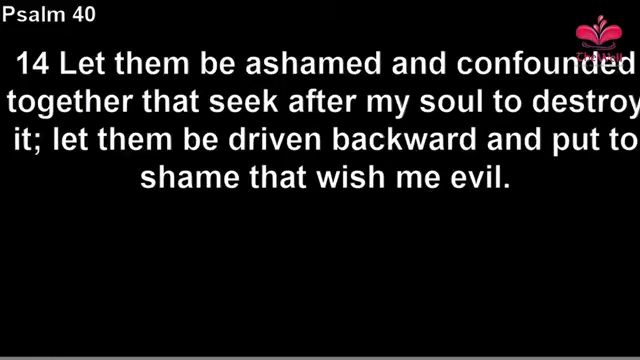 Psalm 40
TheWell
14 Let them be ashamed and confounded
together that seek after my soul to destroy
it; let them be driven backward and put to
shame that wish me evil.